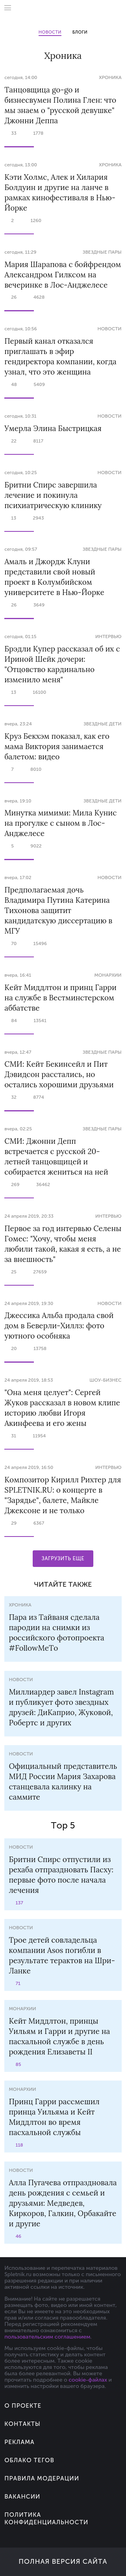 НОВОСТИ БЛОГИ
Хроника
сегодня, 14:00 ХРОНИКА
Танцовщица go-go и
бизнесвумен Полина Глен: что
мы знаем о "русской девушке"
Джонни Деппа
33 1778
сегодня, 13:00 ХРОНИКА
Кэти Холмс, Алек и Хилария
Болдуин и другие на ланче в
рамках кинофестиваля в Нью-
Йорке
2 1260
сегодня, 11:29 ЗВЕЗДНЫЕ ПАРЫ
Мария Шарапова с бойфрендом
Александром Гилксом на
вечеринке в Лос-Анджелесе
26 4628
сегодня, 10:56 НОВОСТИ
Первый канал отказался
приглашать в эфир
гендиректора компании, когда
узнал, что это женщина
48 5409
сегодня, 10:31 НОВОСТИ
Умерла Элина Быстрицкая
22 8117
сегодня, 10:25 НОВОСТИ
Бритни Спирс завершила
лечение и покинула
психиатрическую клинику
12 2943
сегодня, 09:57 ЗВЕЗДНЫЕ ПАРЫ
Амаль и Джордж Клуни
представили свой новый
проект в Колумбийском
университете в Нью-Йорке
26 3649
сегодня, 01:15 ИНТЕРВЬЮ
Брэдли Купер рассказал об их с
Ириной Шейк дочери:
"Отцовство кардинально
изменило меня"
13 16100
вчера, 23:24 ЗВЕЗДНЫЕ ДЕТИ
Круз Бекхэм показал, как его
мама Виктория занимается
балетом: видео
7 8010
вчера, 19:10 ЗВЕЗДНЫЕ ДЕТИ
Минутка мимими: Мила Кунис
на прогулке с сыном в Лос-
Анджелесе
5 9022
вчера, 17:02 НОВОСТИ
Предполагаемая дочь
Владимира Путина Катерина
Тихонова защитит
кандидатскую диссертацию в
МГУ
70 15496
вчера, 16:41 МОНАРХИИ
Кейт Миддлтон и принц Гарри
на службе в Вестминстерском
аббатстве
84 13541
вчера, 12:47 ЗВЕЗДНЫЕ ПАРЫ
СМИ: Кейт Бекинсейл и Пит
Дэвидсон расстались, но
остались хорошими друзьями
32 8774
вчера, 02:25 ЗВЕЗДНЫЕ ПАРЫ
СМИ: Джонни Депп
встречается с русской 20-
летней танцовщицей и
собирается жениться на ней
269 36462
24 апреля 2019, 20:33 ИНТЕРВЬЮ
Первое за год интервью Селены
Гомес: "Хочу, чтобы меня
любили такой, какая я есть, а не
за внешность"
25 27659
24 апреля 2019, 19:30 НОВОСТИ
Джессика Альба продала свой
дом в Беверли-Хиллз: фото
уютного особняка
20 13758
24 апреля 2019, 18:03 ШОУ-БИЗНЕС
"Она меня целует": Сергей
Жуков рассказал в новом клипе
историю любви Игоря
Акинфеева и его жены
31 11954
24 апреля 2019, 16:30 ИНТЕРВЬЮ
Композитор Кирилл Рихтер для
SPLETNIK.RU: о концерте в
"Зарядье", балете, Майкле
Джексоне и не только
29 4367
ЗАГРУЗИТЬ ЕЩЕ
ЧИТАЙТЕ ТАКЖЕ
ХРОНИКА
Пара из Тайваня сделала
пародии на снимки из
российского фотопроекта
#FollowMeTo
НОВОСТИ
Миллиардер завел Instagram
и публикует фото звездных
друзей: ДиКаприо, Жуковой,
Робертс и других
НОВОСТИ
Официальный представитель
МИД России Мария Захарова
станцевала калинку на
саммите
Top 5
НОВОСТИ
Бритни Спирс отпустили из
рехаба отпраздновать Пасху:
первые фото после начала
лечения
137
НОВОСТИ
Трое детей совладельца
компании Asos погибли в
результате терактов на Шри-
Ланке
71
МОНАРХИИ
Кейт Миддлтон, принцы
Уильям и Гарри и другие на
пасхальной службе в день
рождения Елизаветы II
85
МОНАРХИИ
Принц Гарри рассмешил
принца Уильяма и Кейт
Миддлтон во время
пасхальной службы
118
НОВОСТИ
Алла Пугачева отпраздновала
день рождения с семьей и
друзьями: Медведев,
Киркоров, Галкин, Орбакайте
и другие
46
О ПРОЕКТЕ
КОНТАКТЫ
РЕКЛАМА
ОБЛАКО ТЕГОВ
ПРАВИЛА МОДЕРАЦИИ
ВАКАНСИИ
ПОЛИТИКА
КОНФИДЕНЦИАЛЬНОСТИ
ПОЛНАЯ ВЕРСИЯ САЙТА